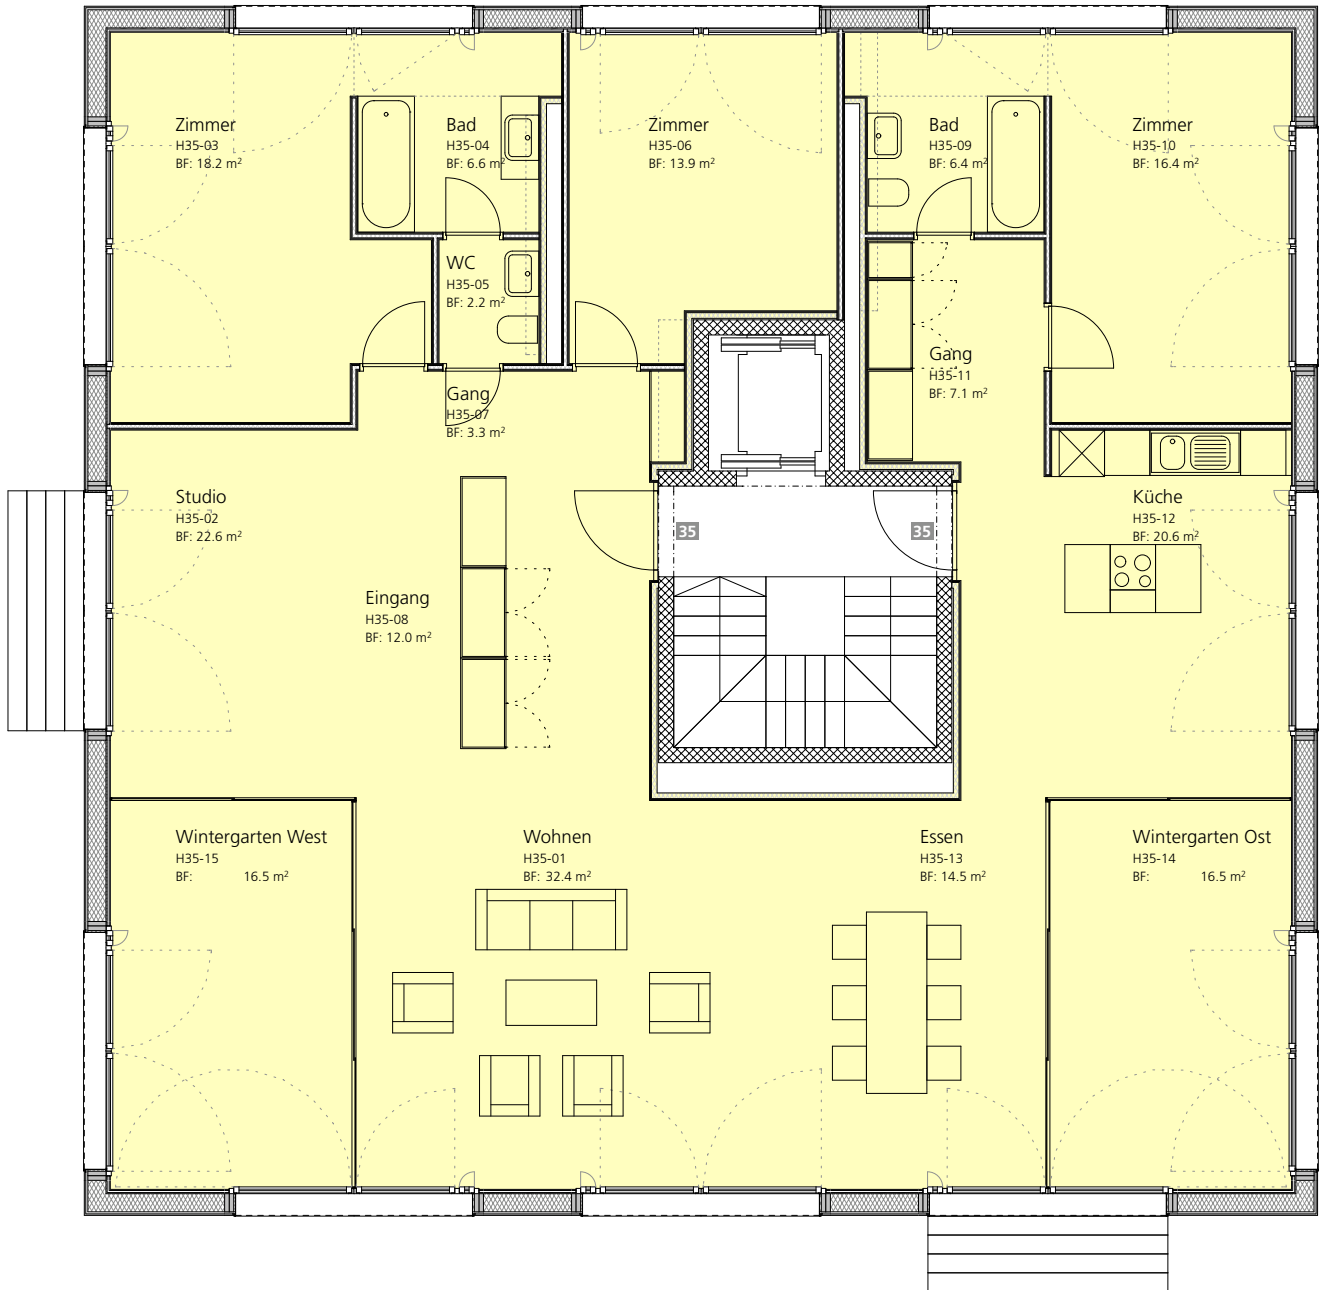 Zimmer
H35-03
BF: 18.2 m²
Bad
H35-04
BF: 6.6 m²
Zimmer
H35-06
BF: 13.9 m²
Bad
H35-09
BF: 6.4 m²
Zimmer
H35-10
BF: 16.4 m²
WC
H35-05
BF: 2.2 m²
Gang
H35-07
BF: 3.3 m²
Gang
H35-11
BF: 7.1 m²
Studio
H35-02
BF: 22.6 m²
35
35
Küche
H35-12
BF: 20.6 m²
Eingang
H35-08
BF: 12.0 m²
Wintergarten West
H35-15
BF: 16.5 m²
Wohnen
H35-01
BF: 32.4 m²
Essen
H35-13
BF: 14.5 m²
Wintergarten Ost
H35-14
BF: 16.5 m²